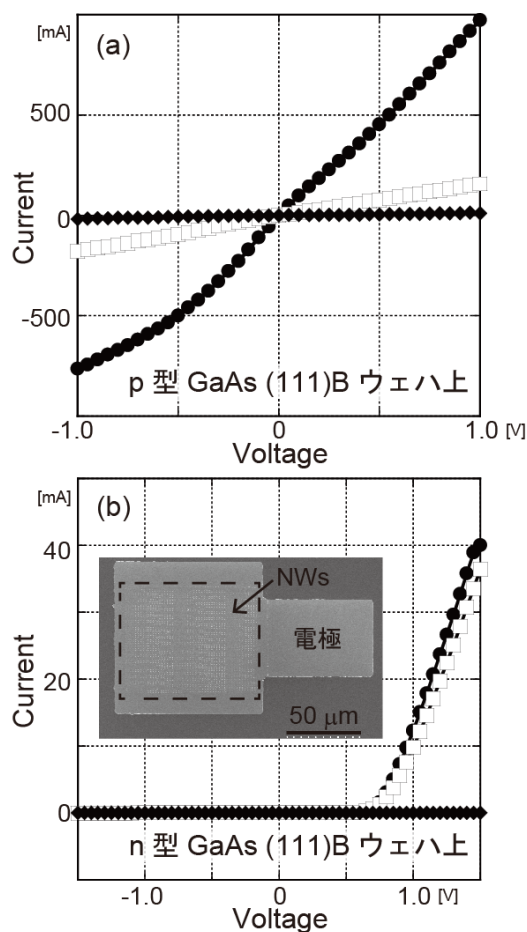 [mA]
(a)
500
0
-500
Current
p 型 GaAs (111)B ウェハ上
-1.0
0
1.0 [V]
Voltage
[mA]
(b)
40
20
0
Current
NWs
電極
50 μm
n 型 GaAs (111)B ウェハ上
-1.0
0
1.0 [V]
Voltage